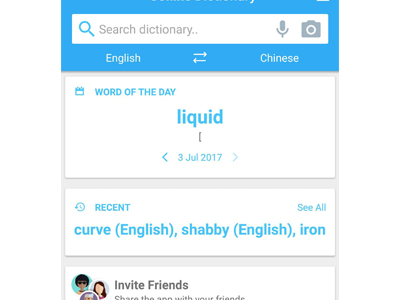 Dictionary
Search dictionary..
English
Chinese
WORD OF THE DAY
liquid
[
3 Jul 2017
RECENT
See All
curve (English), shabby (English), iron
Invite Friends
Share the app with your friends